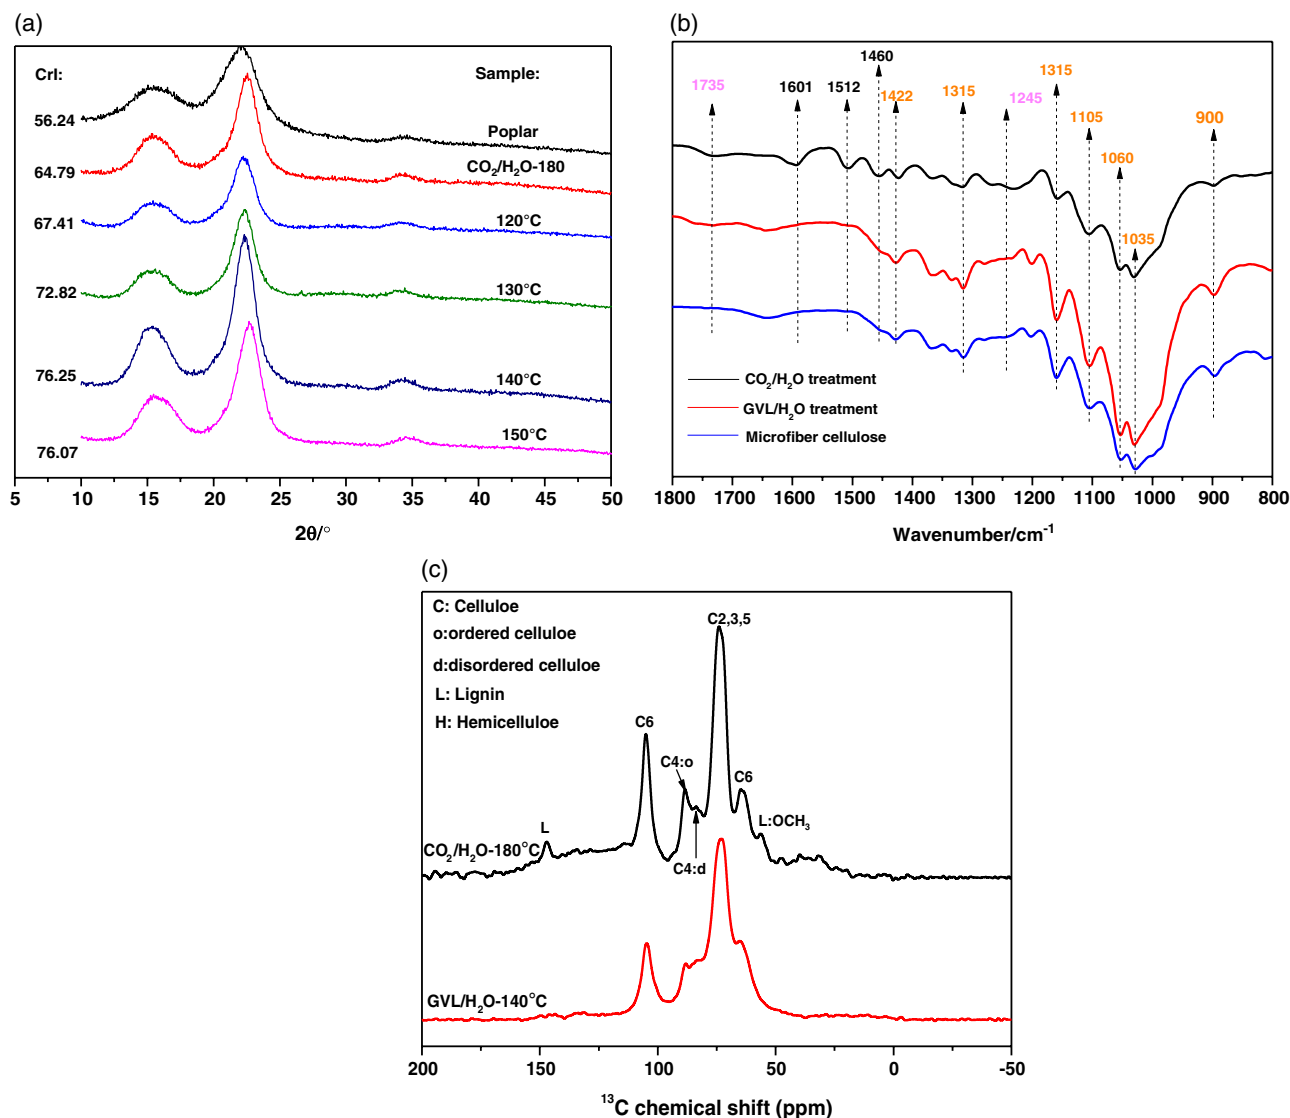 (a)
CrI:
Sample:
56.24
Poplar
64.79
CO₂/H₂O-180
67.41
120°C
72.82
130°C
76.25
140°C
76.07
150°C
5 10 15 20 25 30 35 40 45 50
2θ/°
(b)
1735
1601
1512
1460
1422
1315
1245
1315
1105
1060
1035
900
CO₂/H₂O treatment
GVL/H₂O treatment
Microfiber cellulose
1800 1700 1600 1500 1400 1300 1200 1100 1000 900 800
Wavenumber/cm⁻¹
(c)
C: Celluloe
o:ordered celluloe
d:disordered celluloe
L: Lignin
H: Hemicelluloe
C2,3,5
C6
C4:o
C6
L
L:OCH₃
C4:d
CO₂/H₂O-180°C
GVL/H₂O-140°C
200 150 100 50 0 -50
¹³C chemical shift (ppm)